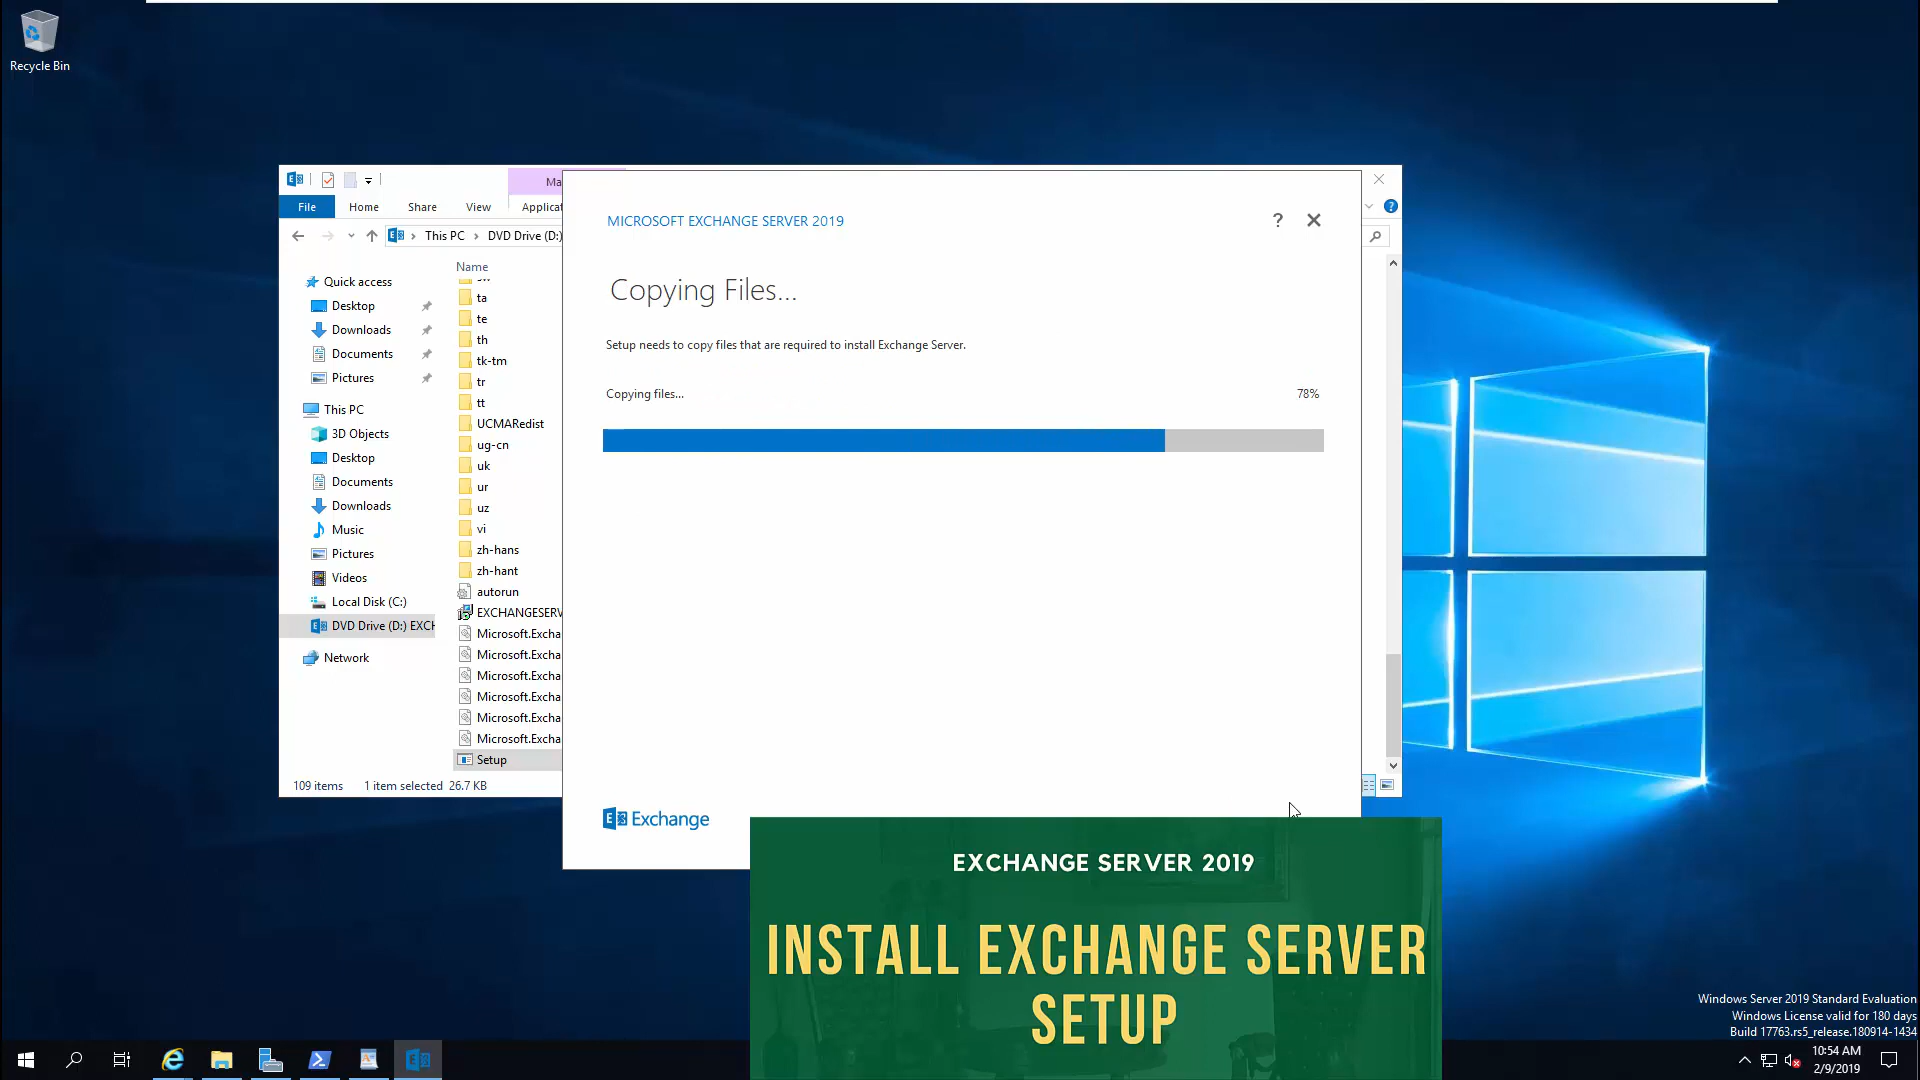 Recycle Bin
Ma
File
Home
Share
View
Applica
This PC
DVD Drive (D:)
Name
Quick access
Desktop
Downloads
Documents
Pictures
This PC
3D Objects
Desktop
Documents
Downloads
Music
Pictures
Videos
Local Disk (C:)
DVD Drive (D:) EXCH
Network
ta
te
th
tk-tm
tr
tt
UCMARedist
ug-cn
uk
ur
uz
vi
zh-hans
zh-hant
autorun
EXCHANGESERV
Microsoft.Excha
Microsoft.Excha
Microsoft.Excha
Microsoft.Excha
Microsoft.Excha
Microsoft.Excha
Setup
109 items
1 item selected 26.7 KB
MICROSOFT EXCHANGE SERVER 2019
?
Copying Files...
Setup needs to copy files that are required to install Exchange Server.
Copying files...
78%
Exchange
EXCHANGE SERVER 2019
INSTALL EXCHANGE SERVER
SETUP
Windows Server 2019 Standard Evaluation
Windows License valid for 180 days
Build 17763.rs5_release.180914-1434
10:54 AM
2/9/2019